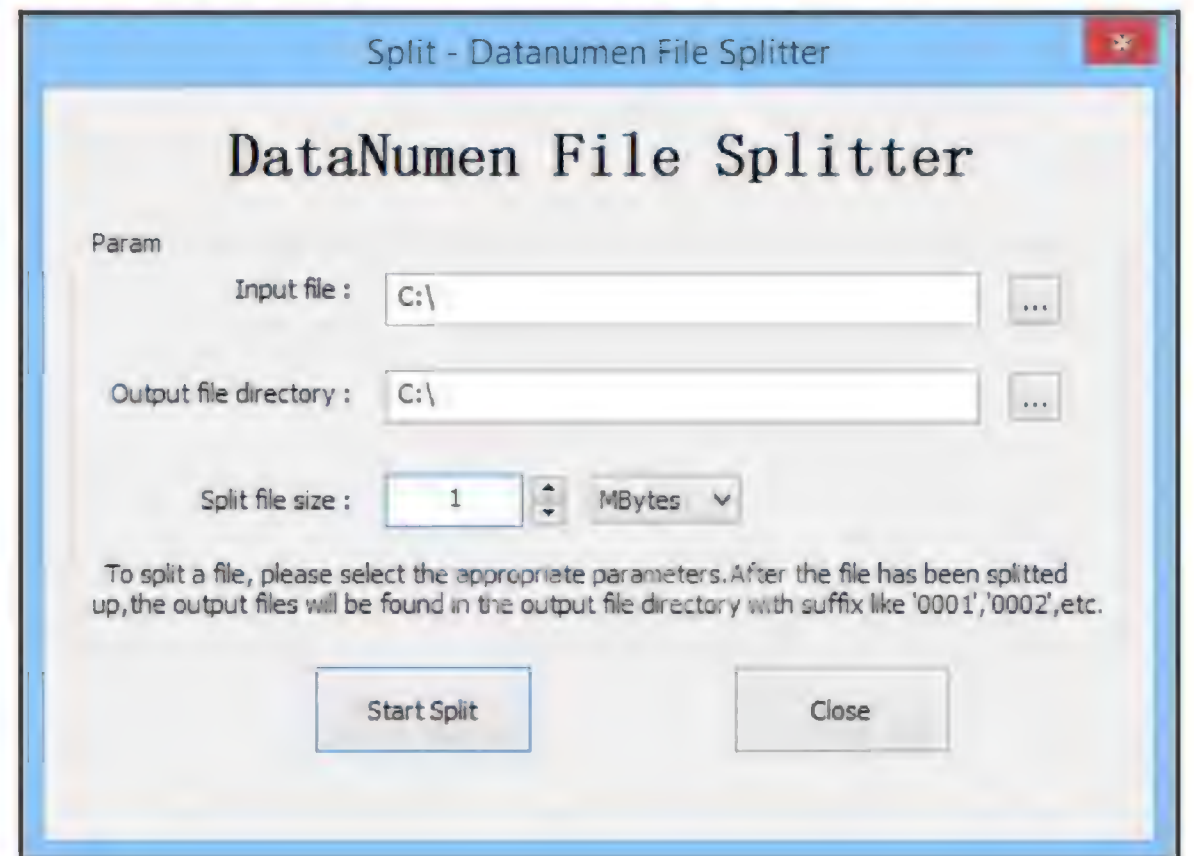 Split - Datanumen File Splitter
DataNumen File Splitter
Param
Input file :
C:\
...
Output file directory :
C:\
...
Split file size :
1
MBytes
To split a file, please select the appropriate parameters.After the file has been splitted
up,the output files will be found in the output file directory with suffix like '0001','0002',etc.
Start Split
Close